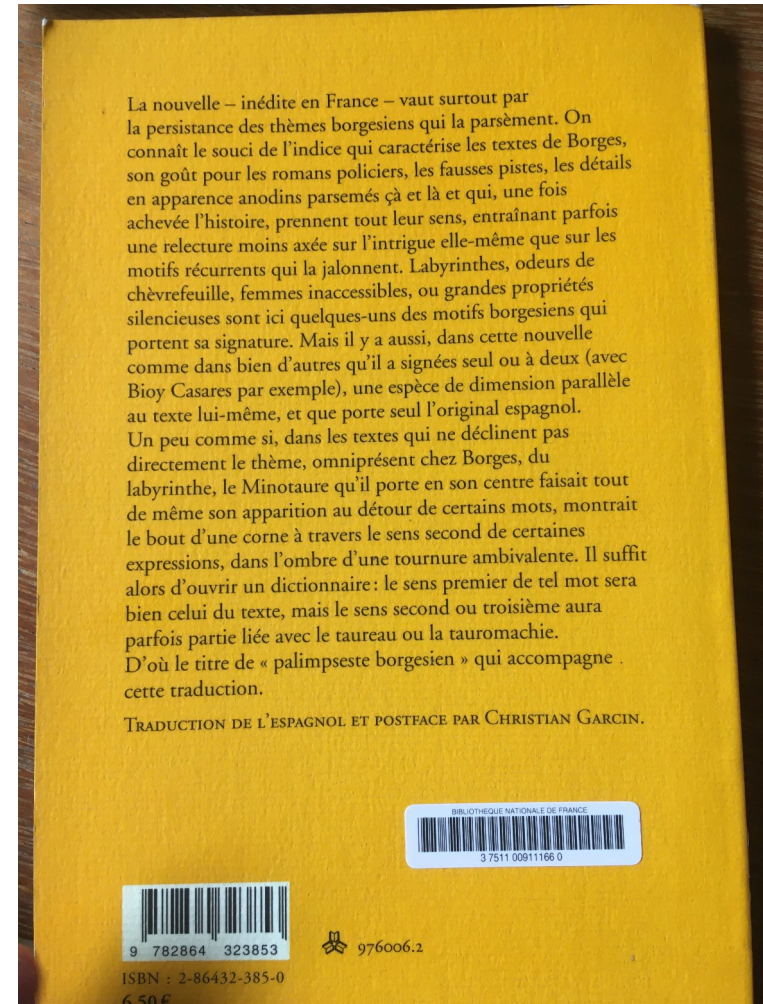 La nouvelle – inédite en France – vaut surtout par
la persistance des thèmes borgesiens qui la parsèment. On
connaît le souci de l'indice qui caractérise les textes de Borges,
son goût pour les romans policiers, les fausses pistes, les détails
en apparence anodins parsemés çà et là et qui, une fois
achevée l'histoire, prennent tout leur sens, entraînant parfois
une relecture moins axée sur l'intrigue elle-même que sur les
motifs récurrents qui la jalonnent. Labyrinthes, odeurs de
chèvrefeuille, femmes inaccessibles, ou grandes propriétés
silencieuses sont ici quelques-uns des motifs borgesiens qui
portent sa signature. Mais il y a aussi, dans cette nouvelle
comme dans bien d'autres qu'il a signées seul ou à deux (avec
Bioy Casares par exemple), une espèce de dimension parallèle
au texte lui-même, et que porte seul l'original espagnol.
Un peu comme si, dans les textes qui ne déclinent pas
directement le thème, omniprésent chez Borges, du
labyrinthe, le Minotaure qu'il porte en son centre faisait tout
de même son apparition au détour de certains mots, montrait
le bout d'une corne à travers le sens second de certaines
expressions, dans l'ombre d'une tournure ambivalente. Il suffit
alors d'ouvrir un dictionnaire : le sens premier de tel mot sera
bien celui du texte, mais le sens second ou troisième aura
parfois partie liée avec le taureau ou la tauromachie.
D'où le titre de « palimpseste borgesien » qui accompagne
cette traduction.
TRADUCTION DE L'ESPAGNOL ET POSTFACE PAR CHRISTIAN GARCIN.
BIBLIOTHEQUE NATIONALE DE FRANCE
3 7511 00911166 0
9 782864 323853
976006.2
ISBN : 2-86432-385-0
6,50 €